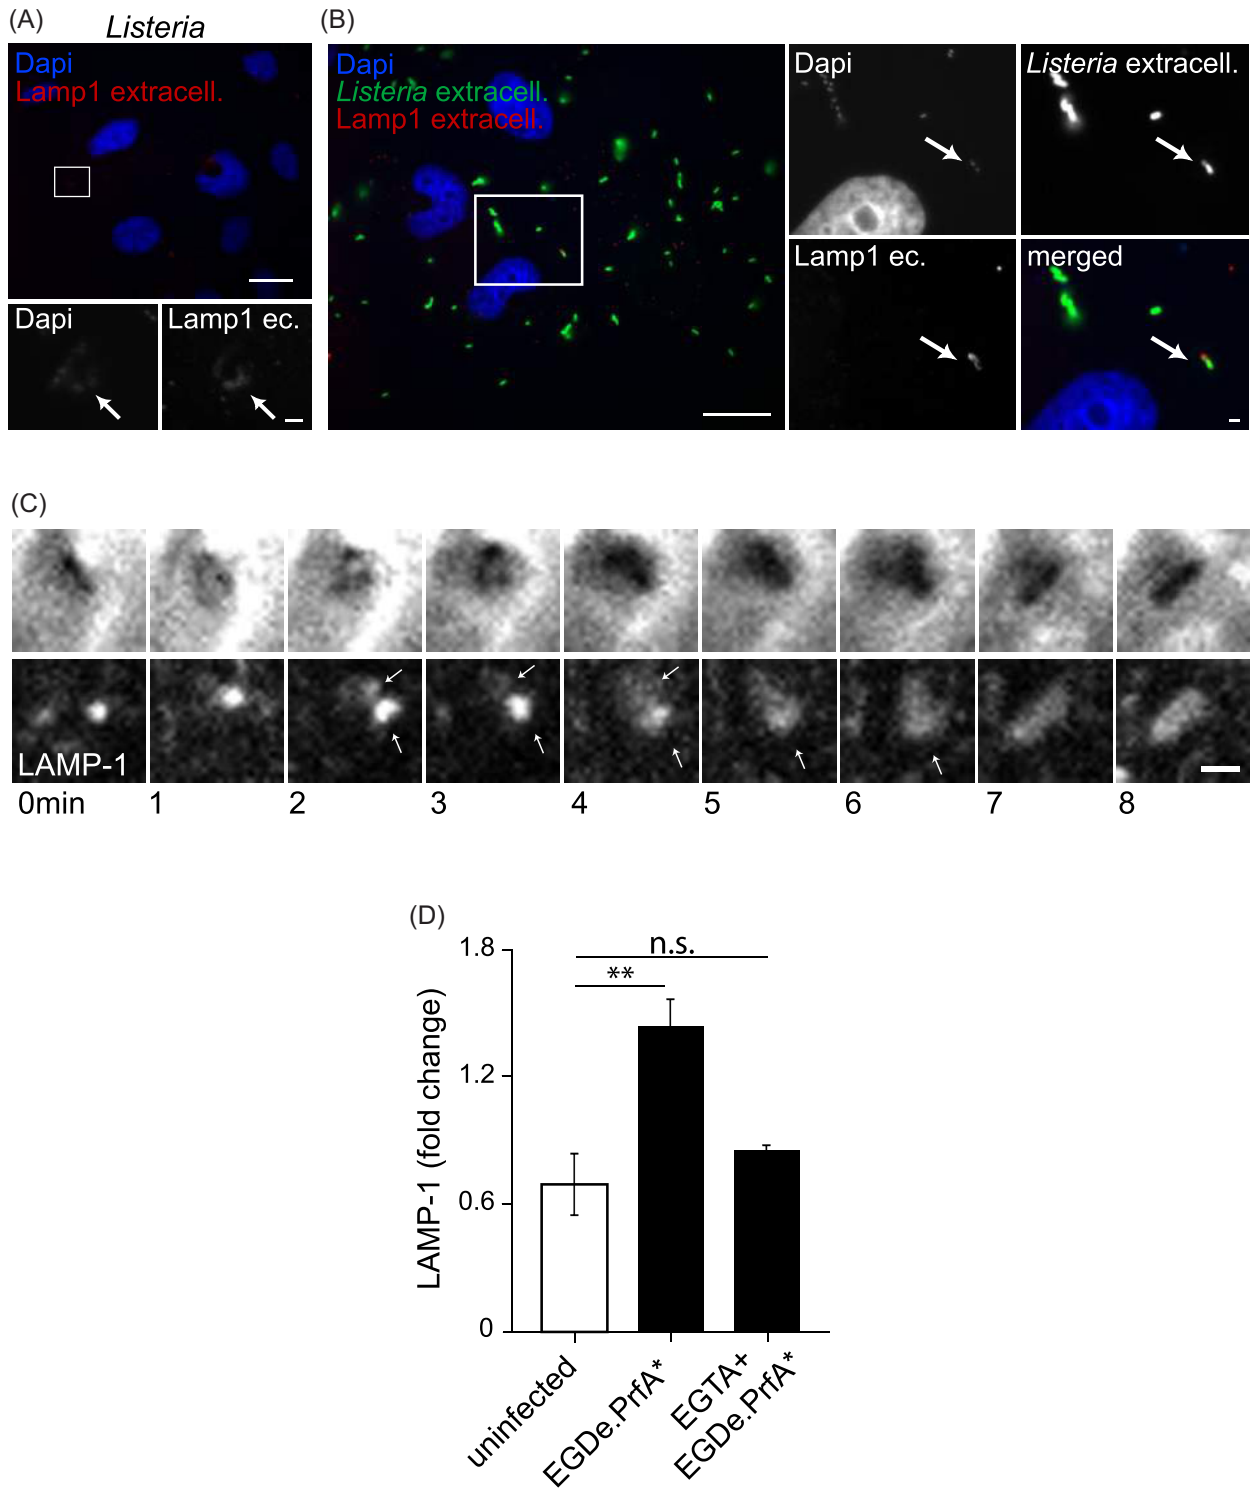 (A)
Listeria
Dapi
Lamp1 extracell.
Dapi
Lamp1 ec.
(B)
Dapi
Listeria extracell.
Lamp1 extracell.
Dapi
Listeria extracell.
Lamp1 ec.
merged
(C)
LAMP-1
0min 1 2 3 4 5 6 7 8
(D)
LAMP-1 (fold change)
1.8
1.2
0.6
0
n.s.
**
uninfected
EGDe.PrfA*
EGTA+
EGDe.PrfA*